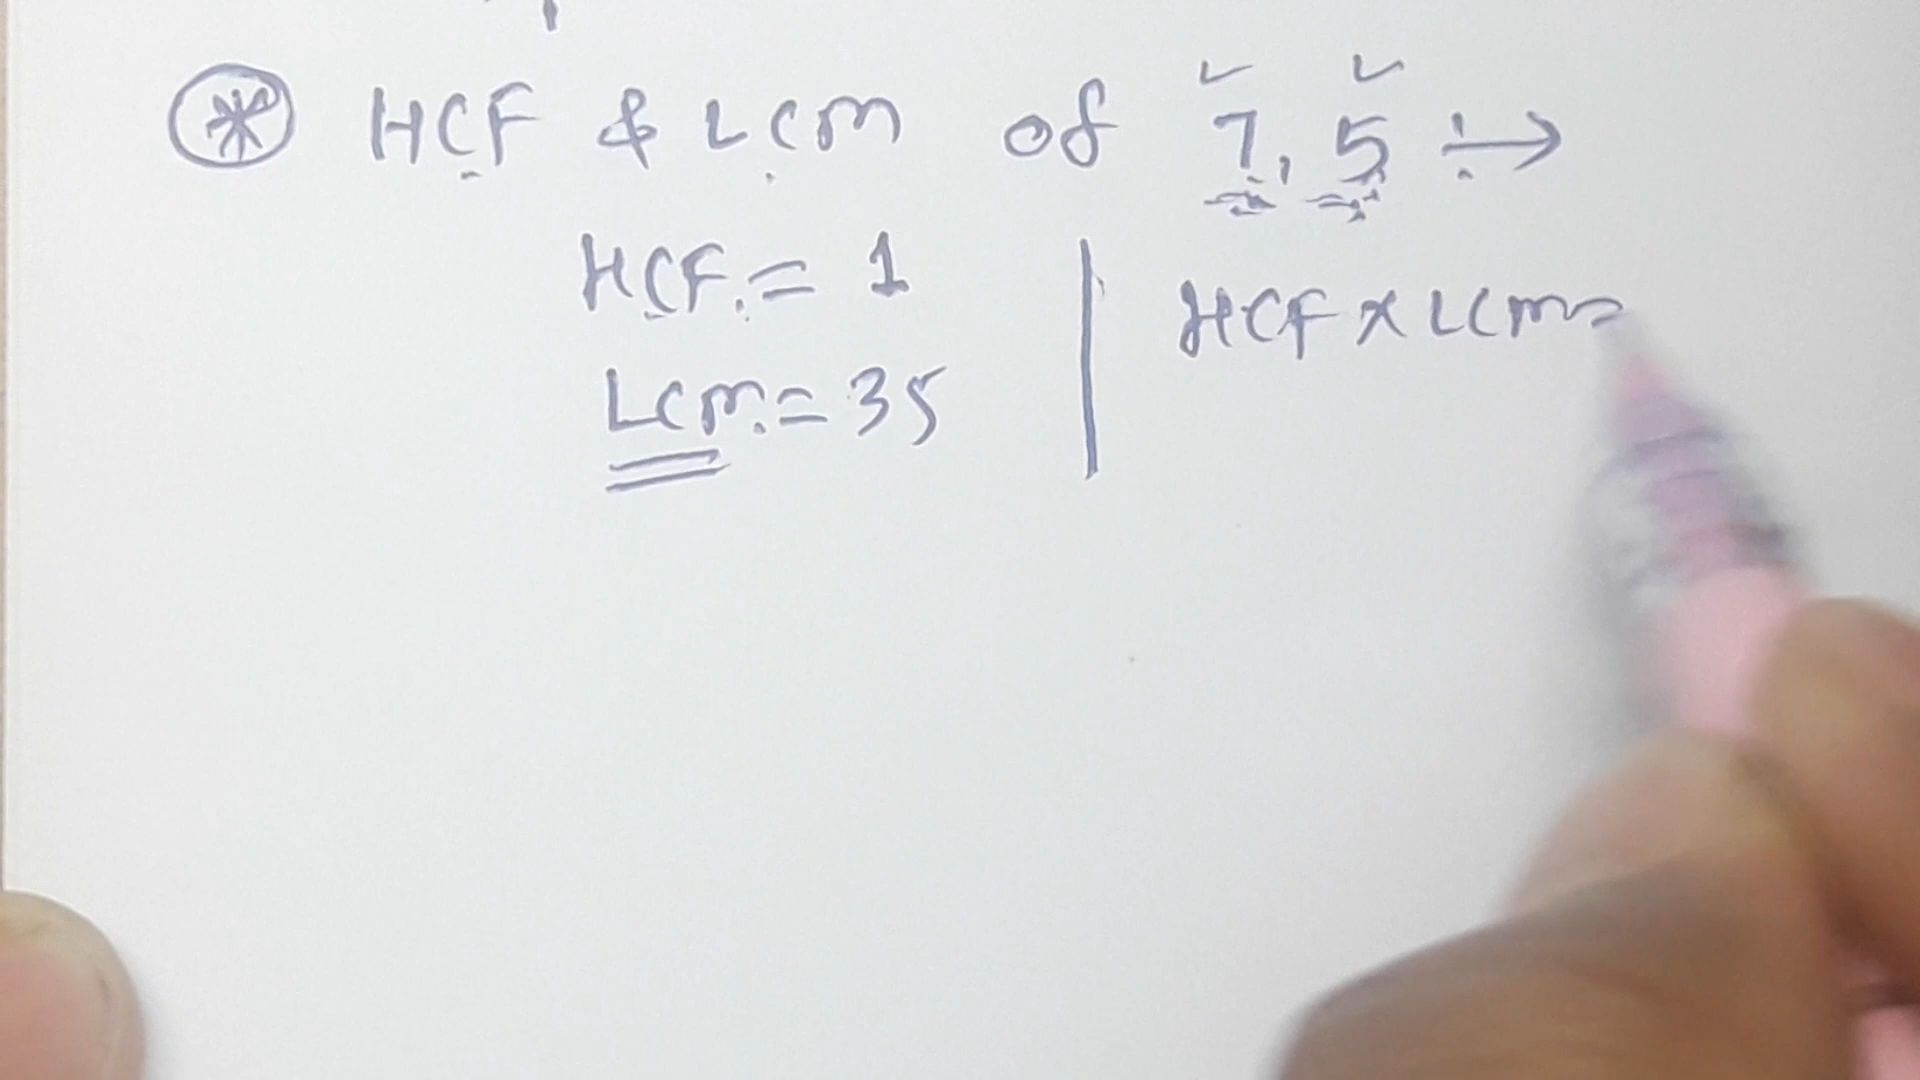 * HCF & LCM of 7, 5 ÷→
HCF. = 1
LCM. = 35
HCF x LCM =